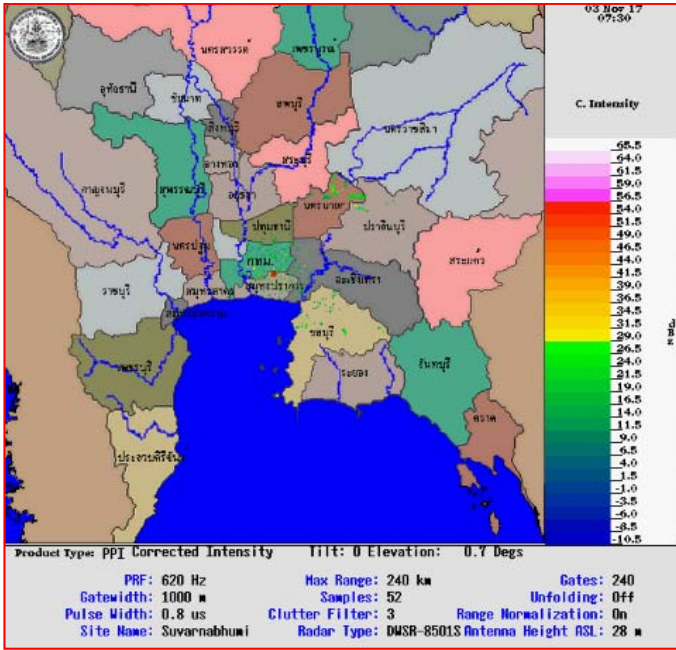 03 Nov 17
07:30
C. Intensity
นครสวรรค์
เพชรบูรณ์
อุทัยธานี
ชัยนาท
ลพบุรี
สิงห์บุรี
นครราชสีมา
อ่างทอง
สระบุรี
กาญจนบุรี
สุพรรณบุรี
อยุธยา
นครนายก
ปราจีนบุรี
ปทุมธานี
นครปฐม
กทม.
สระแก้ว
ฉะเชิงเทรา
ราชบุรี
สมุทรสาคร
สมุทรปราการ
ชลบุรี
เพชรบุรี
ระยอง
จันทบุรี
ตราด
65.5
64.0
61.5
59.0
56.5
54.0
51.5
49.0
46.5
44.0
41.5
39.0
36.5
34.0
31.5
29.0
26.5
24.0
21.5
19.0
16.5
14.0
11.5
9.0
6.5
4.0
1.5
-1.0
-3.5
-6.0
-8.5
-10.5
Product Type: PPI Corrected Intensity Tilt: 0 Elevation: 0.7 Degs
PRF: 620 Hz Max Range: 240 km Gates: 240
Gatewidth: 1000 m Samples: 52 Unfolding: Off
Pulse Width: 0.8 us Clutter Filter: 3 Range Normalization: On
Site Name: Suvarnabhumi Radar Type: DWSR-8501S Antenna Height ASL: 28 m